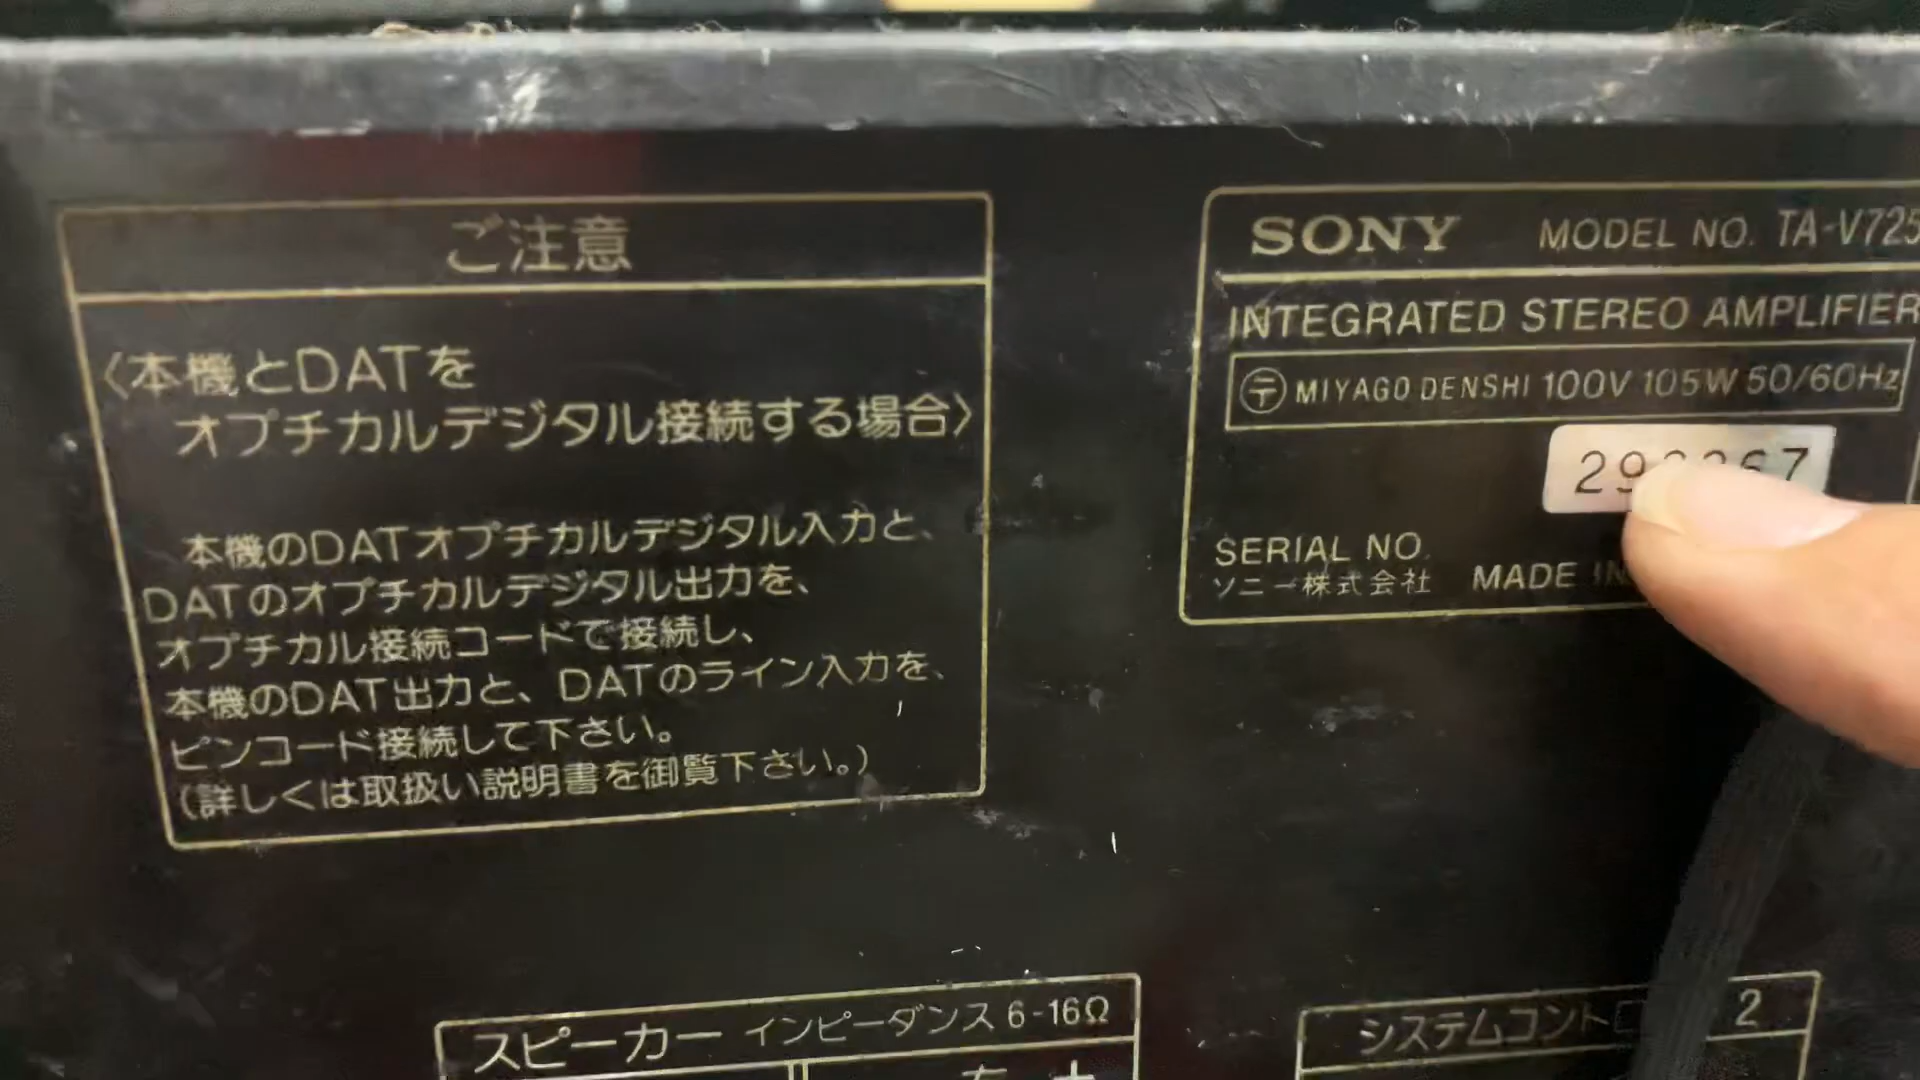 ご注意
〈本機とDATを
オプチカルデジタル接続する場合〉
本機のDATオプチカルデジタル入力と、
DATのオプチカルデジタル出力を、
オプチカル接続コードで接続し、
本機のDAT出力と、DATのライン入力を、
ピンコード接続して下さい。
(詳しくは取扱い説明書を御覧下さい。)
SONY MODEL NO. TA-V725
INTEGRATED STEREO AMPLIFIER
〒 MIYAGO DENSHI 100V 105W 50/60Hz
SERIAL NO.
ソニー株式会社 MADE IN
スピーカー インピーダンス 6-16Ω
右 +
システムコント 2